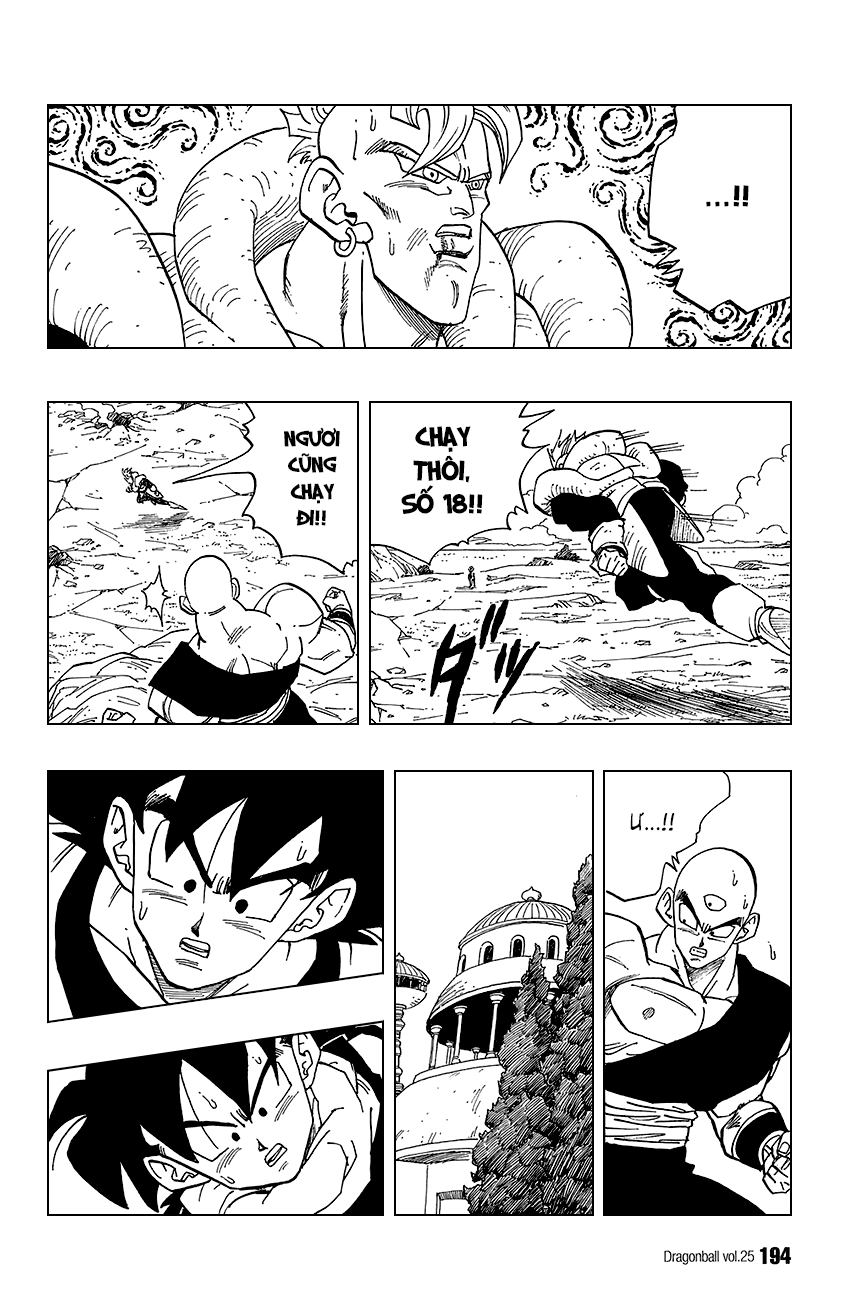 ...!!
CHẠY
THÔI,
SỐ 18!!
ダッ
NGƯƠI
CŨNG
CHẠY
ĐI!!
Ư...!!
Dragonball vol.25 194